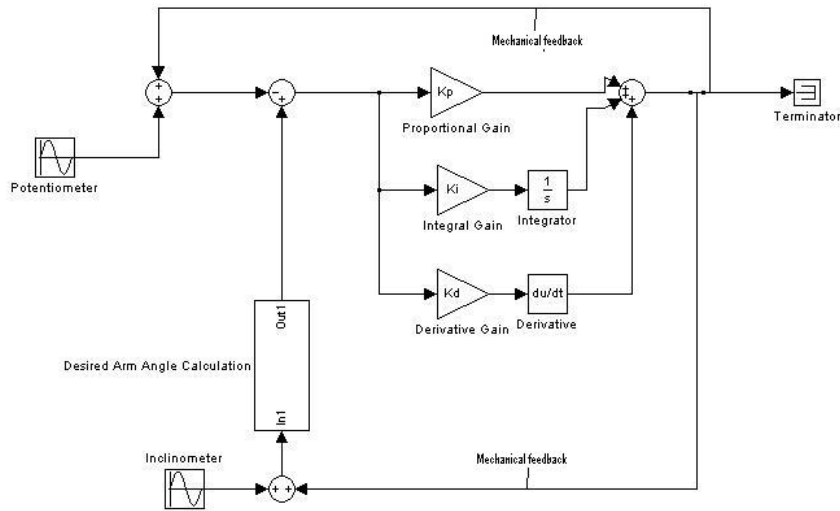 Mechanical feedback
+
+
- +
Kp
+
+
+
Terminator
Proportional Gain
Potentiometer
Ki
1
s
Integral Gain
Integrator
Kd
du/dt
Derivative Gain
Derivative
Out1
Desired Arm Angle Calculation
In1
Inclinometer
Mechanical feedback
+ +